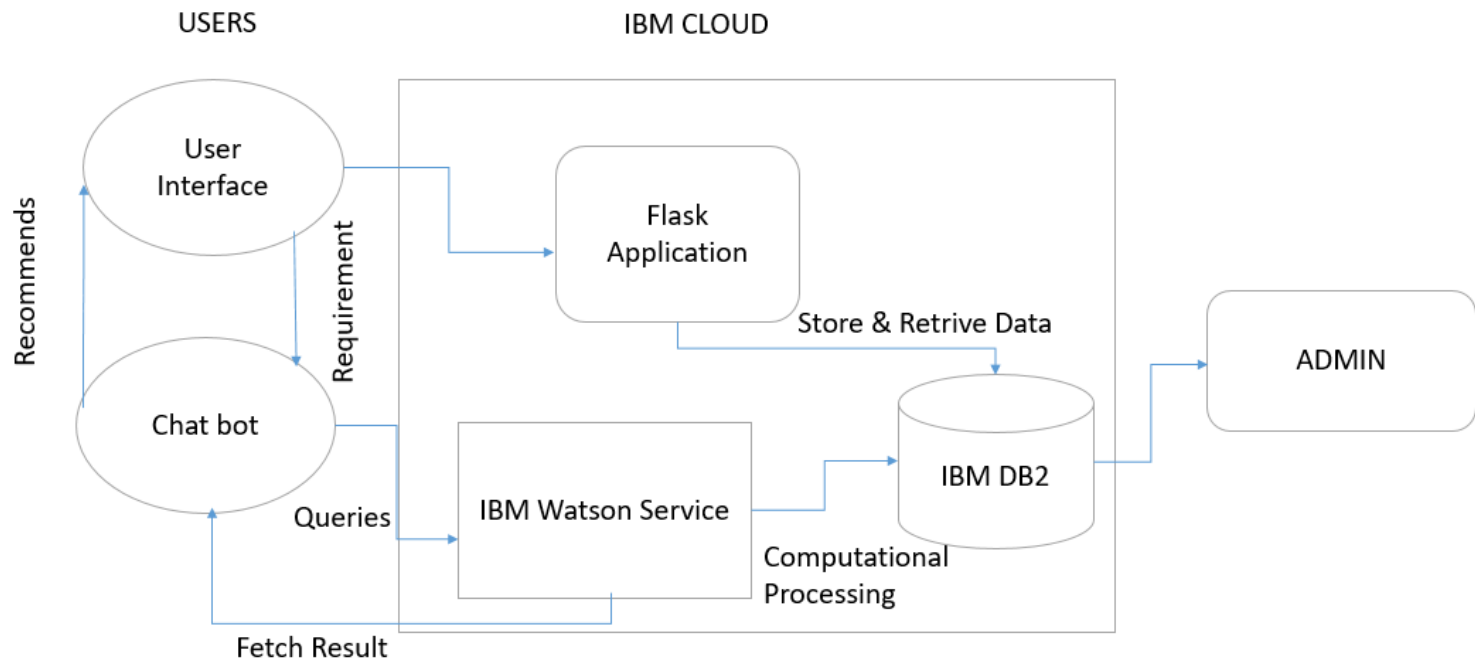 USERS
IBM CLOUD
User
Interface
Flask
Application
Recommends
Requirement
Store & Retrive Data
ADMIN
Chat bot
IBM DB2
Queries
IBM Watson Service
Computational
Processing
Fetch Result